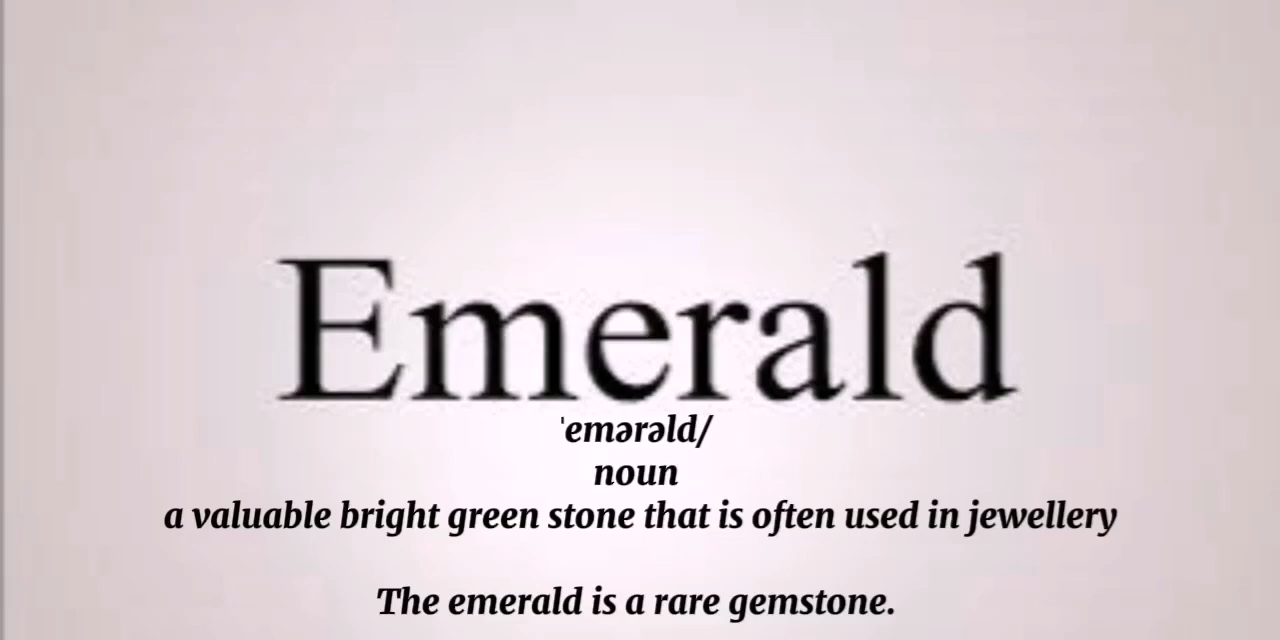 Emerald
ˈemərəld/
noun
a valuable bright green stone that is often used in jewellery
The emerald is a rare gemstone.